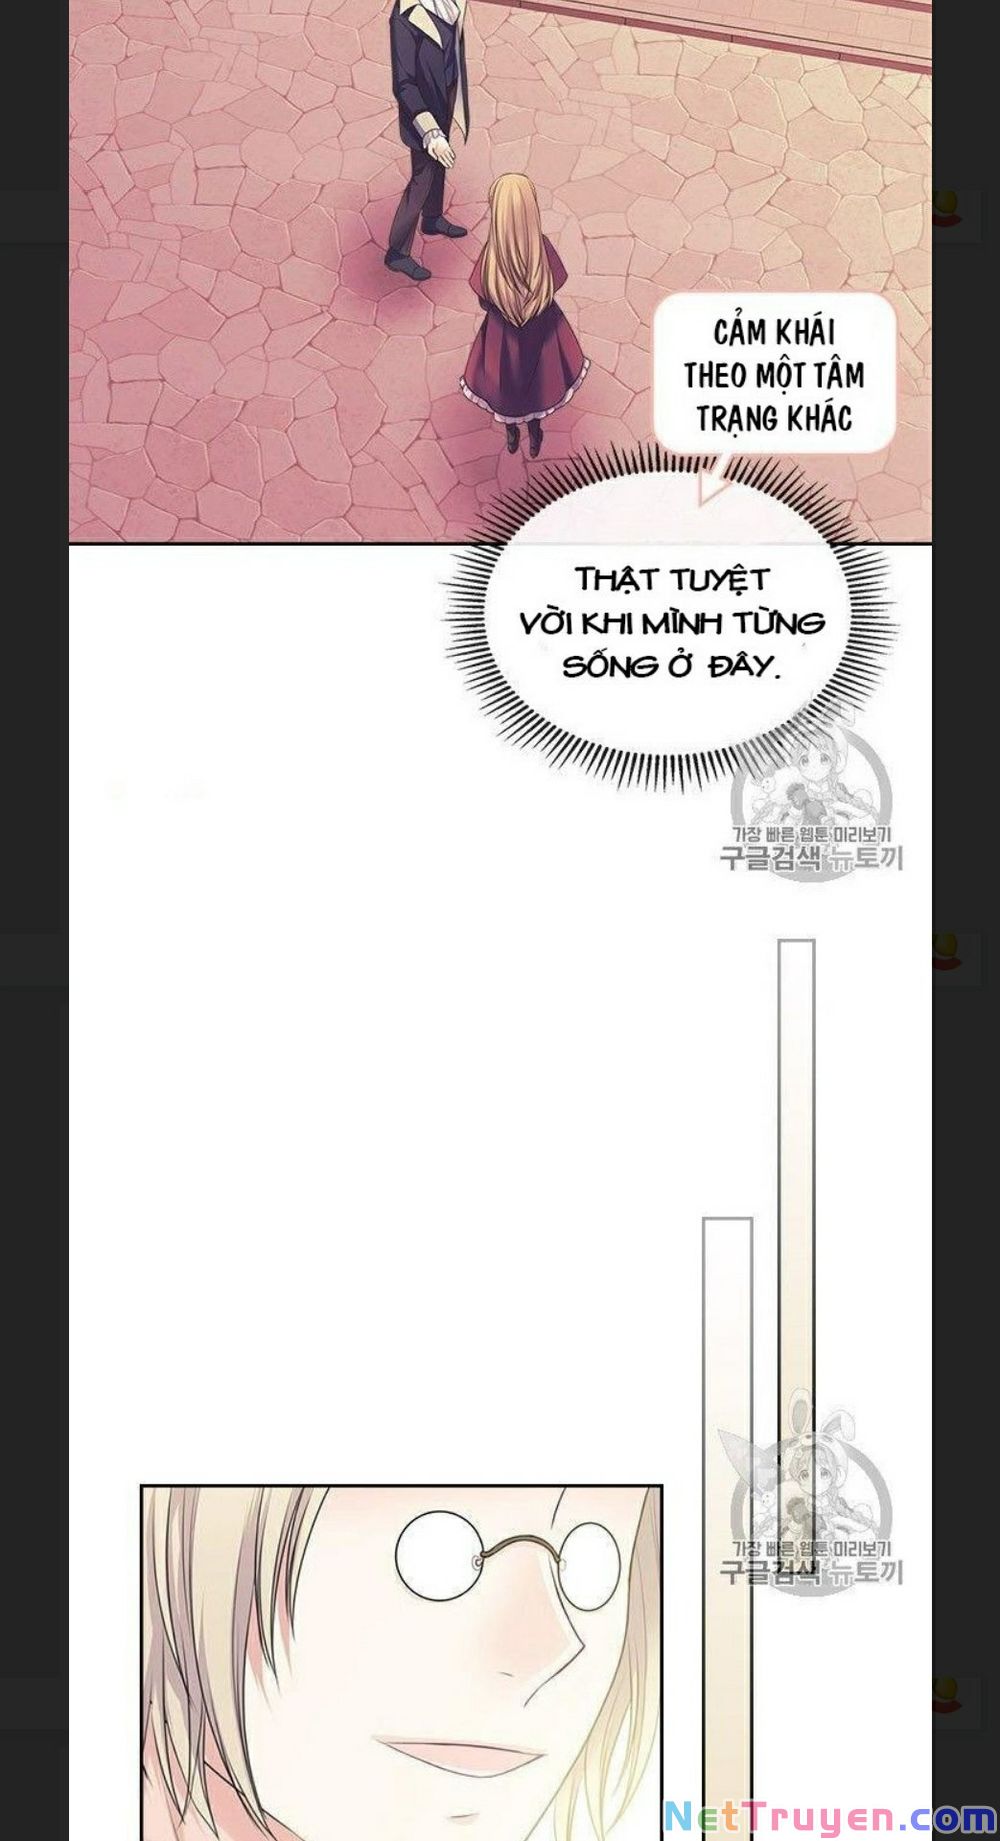 CẢM KHÁI
THEO MỘT TÂM
TRẠNG KHÁC
THẬT TUYỆT
VỜI KHI MÌNH TỪNG
SỐNG Ở ĐÂY.
가장 빠른 웹툰 미리보기
구글검색 뉴토끼
가장 빠른 웹툰 미리보기
구글검색 뉴토끼
NetTruyen.com